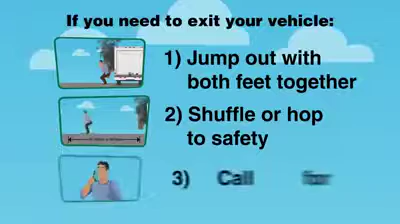 If you need to exit your vehicle:
1) Jump out with
both feet together
2) Shuffle or hop
to safety
3) Call for